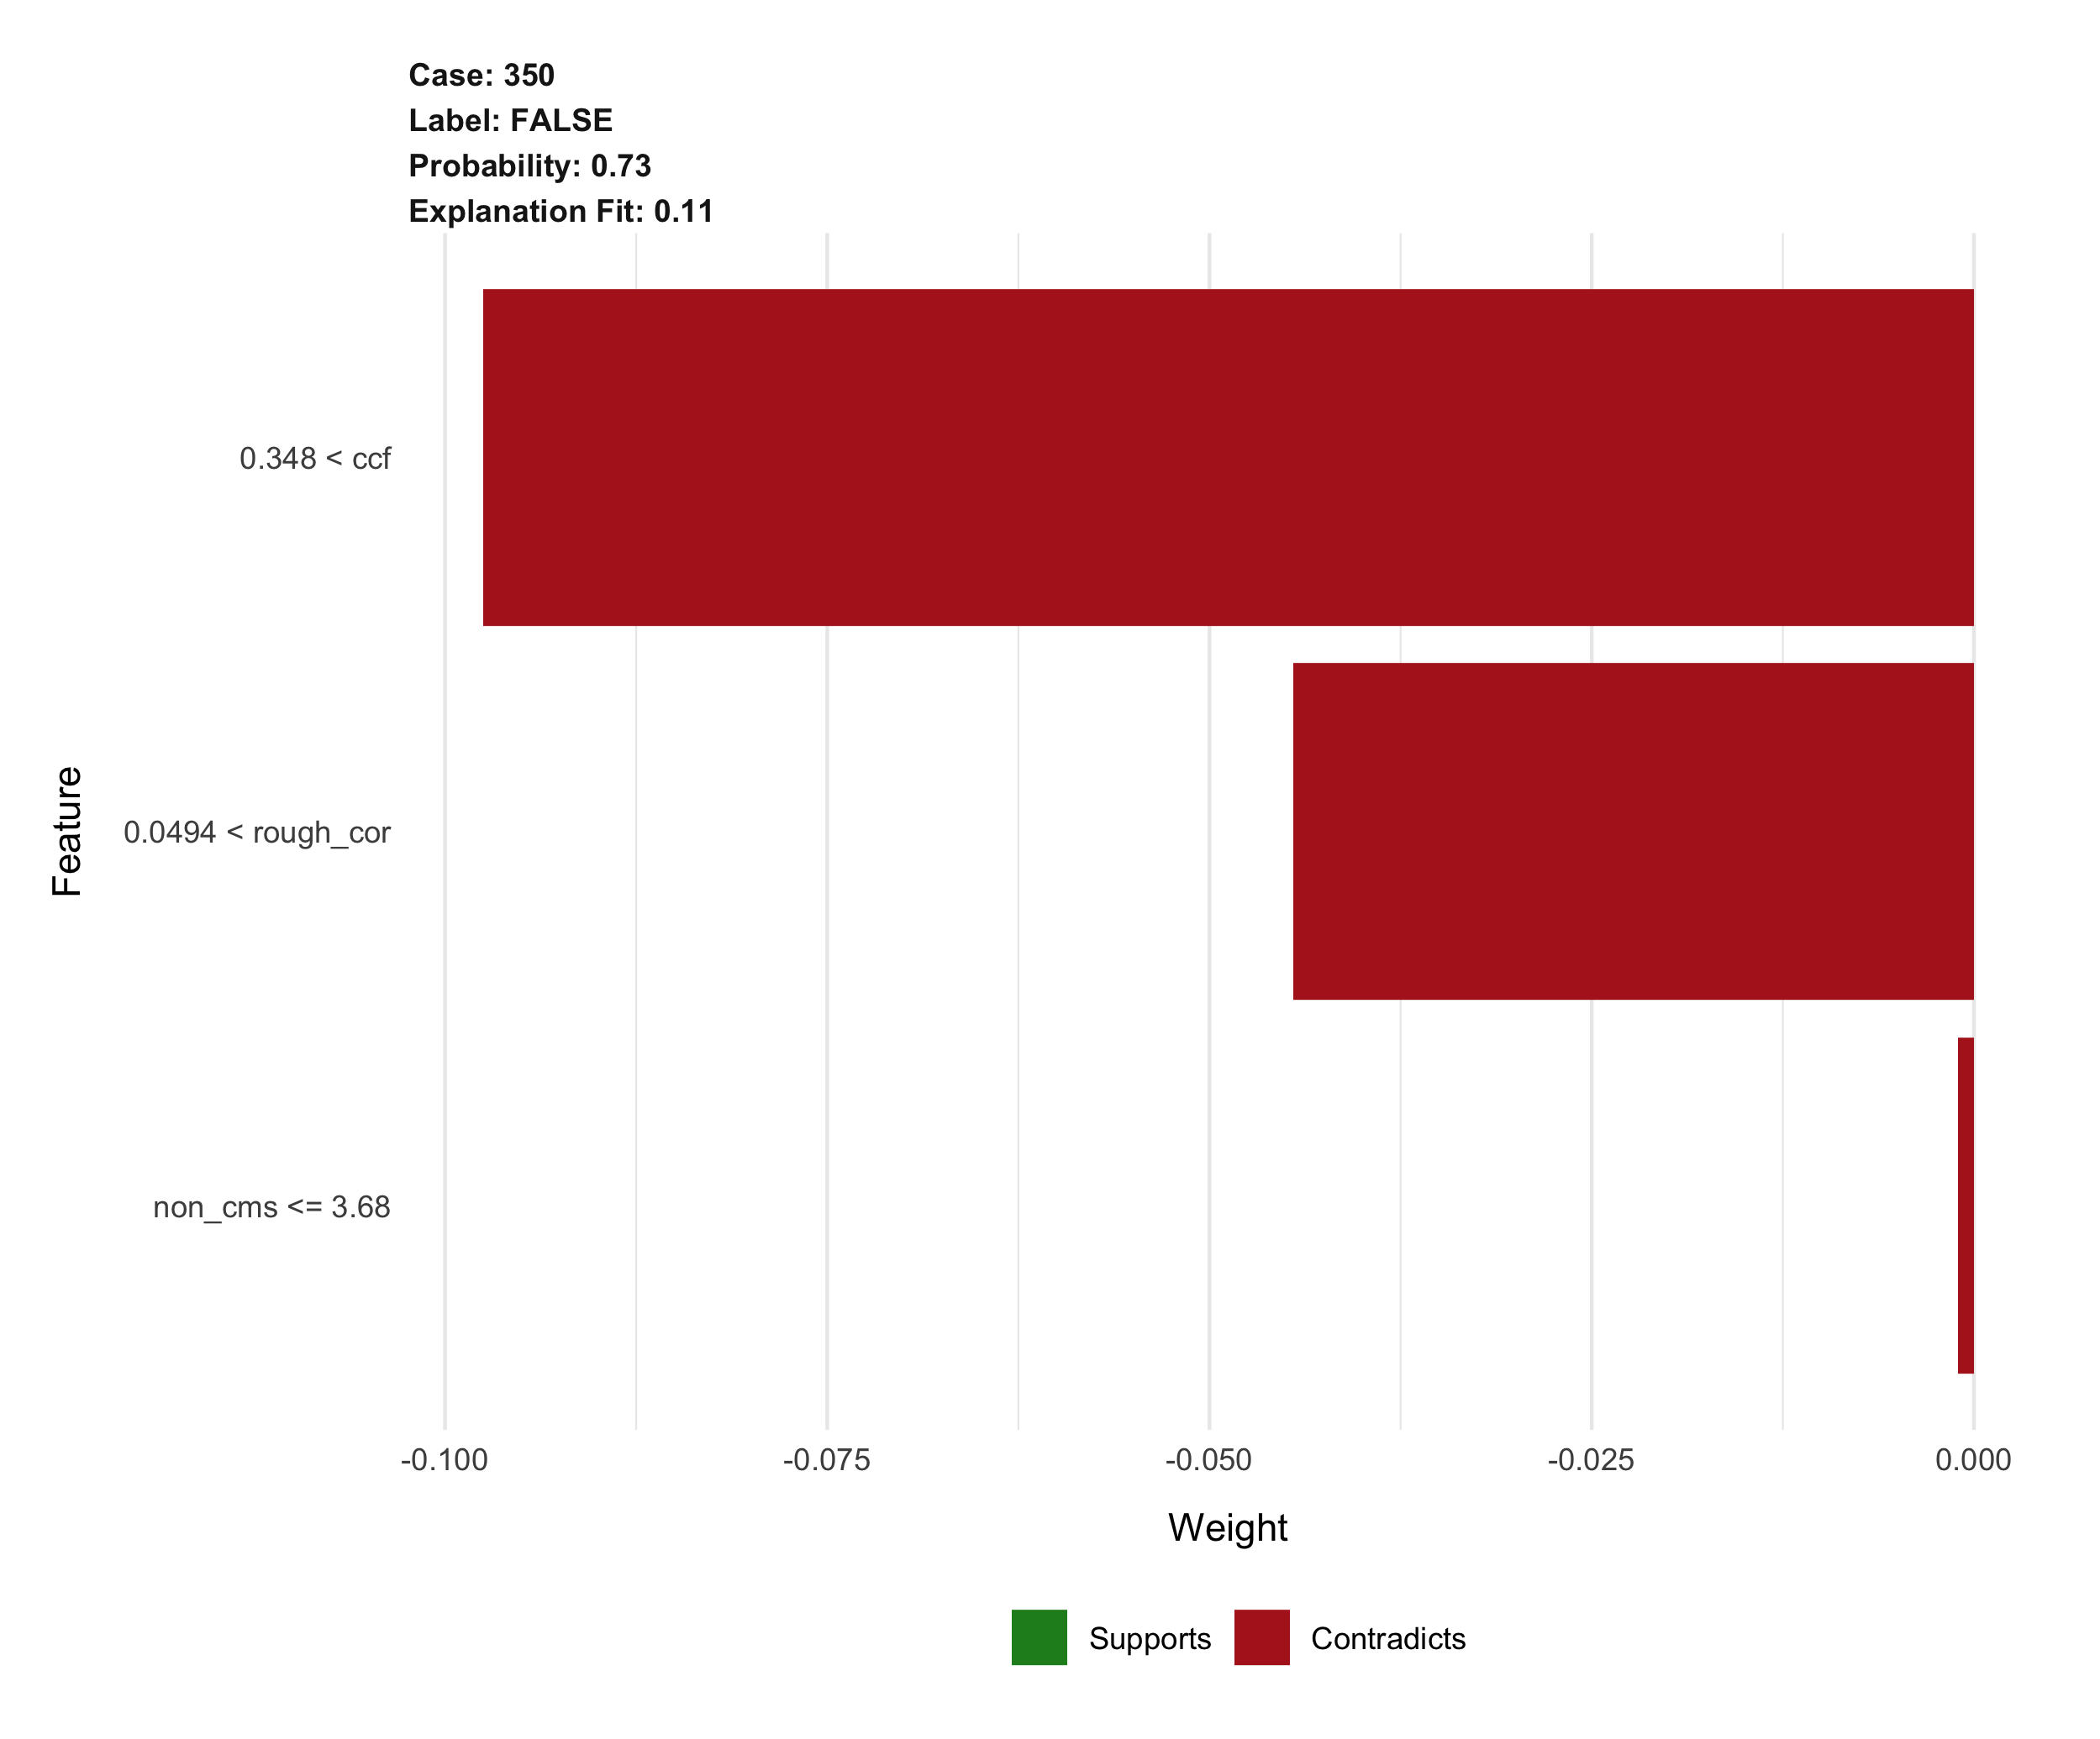 Case: 350
Label: FALSE
Probability: 0.73
Explanation Fit: 0.11
0.348 < ccf
0.0494 < rough_cor
non_cms <= 3.68
Feature
-0.100 -0.075 -0.050 -0.025 0.000
Weight
Supports Contradicts